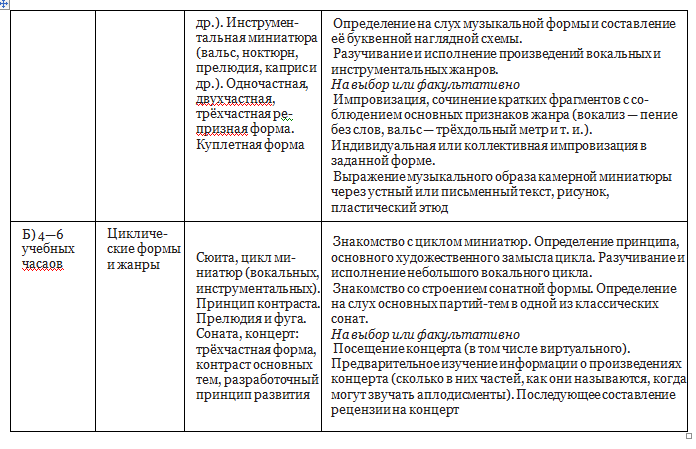 др.). Инструмен-
тальная миниатюра
(вальс, ноктюрн,
прелюдия, каприс и
др.). Одночастная,
двухчастная,
трёхчастная ре-
призная форма.
Куплетная форма
Определение на слух музыкальной формы и составление
её буквенной наглядной схемы.
Разучивание и исполнение произведений вокальных и
инструментальных жанров.
На выбор или факультативно
Импровизация, сочинение кратких фрагментов с со-
блюдением основных признаков жанра (вокализ — пение
без слов, вальс — трёхдольный метр и т. и.).
Индивидуальная или коллективная импровизация в
заданной форме.
Выражение музыкального образа камерной миниатюры
через устный или письменный текст, рисунок,
пластический этюд
Б) 4—6
учебных
часаов
Цикличе-
ские формы
и жанры
Сюита, цикл ми-
ниатюр (вокальных,
инструментальных).
Принцип контраста.
Прелюдия и фуга.
Соната, концерт:
трёхчастная форма,
контраст основных
тем, разработочный
принцип развития
Знакомство с циклом миниатюр. Определение принципа,
основного художественного замысла цикла. Разучивание и
исполнение небольшого вокального цикла.
Знакомство со строением сонатной формы. Определение
на слух основных партий-тем в одной из классических
сонат.
На выбор или факультативно
Посещение концерта (в том числе виртуального).
Предварительное изучение информации о произведениях
концерта (сколько в них частей, как они называются, когда
могут звучать аплодисменты). Последующее составление
рецензии на концерт